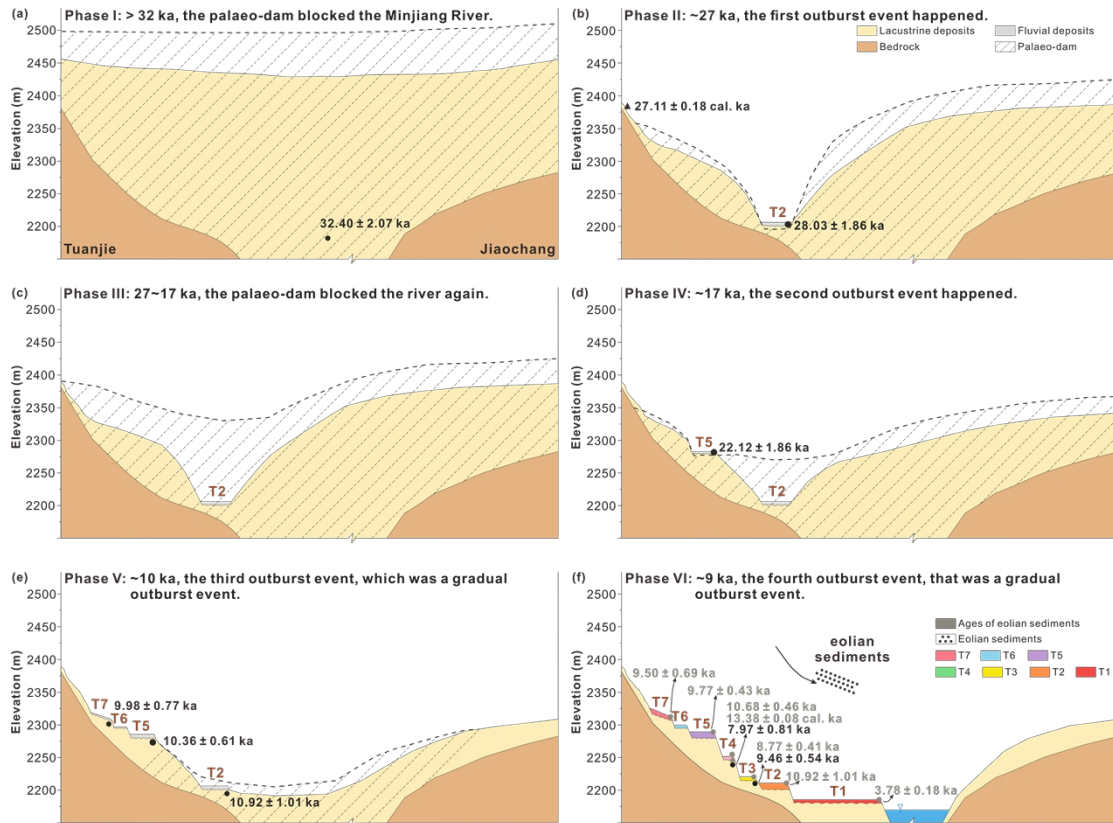 (a) Phase I: > 32 ka, the palaeo-dam blocked the Minjiang River.
2500
2450
2400
2350
2300
2250
2200
Elevation (m)
32.40 ± 2.07 ka
Tuanjie
Jiaochang
(b) Phase II: ~27 ka, the first outburst event happened.
Lacustrine deposits
Fluvial deposits
Bedrock
Palaeo-dam
2500
2450
2400
2350
2300
2250
2200
Elevation (m)
27.11 ± 0.18 cal. ka
T2
28.03 ± 1.86 ka
(c) Phase III: 27~17 ka, the palaeo-dam blocked the river again.
2500
2450
2400
2350
2300
2250
2200
Elevation (m)
T2
(d) Phase IV: ~17 ka, the second outburst event happened.
2500
2450
2400
2350
2300
2250
2200
Elevation (m)
T5
22.12 ± 1.86 ka
T2
(e) Phase V: ~10 ka, the third outburst event, which was a gradual
outburst event.
2500
2450
2400
2350
2300
2250
2200
Elevation (m)
T7
9.98 ± 0.77 ka
T6
T5
10.36 ± 0.61 ka
T2
10.92 ± 1.01 ka
(f) Phase VI: ~9 ka, the fourth outburst event, that was a gradual
outburst event.
Ages of eolian sediments
Eolian sediments
T7
T6
T5
T4
T3
T2
T1
2500
2450
2400
2350
2300
2250
2200
Elevation (m)
eolian
sediments
9.50 ± 0.69 ka
9.77 ± 0.43 ka
10.68 ± 0.46 ka
13.38 ± 0.08 cal. ka
7.97 ± 0.81 ka
8.77 ± 0.41 ka
9.46 ± 0.54 ka
10.92 ± 1.01 ka
3.78 ± 0.18 ka
T7
T6
T5
T4
T3
T2
T1